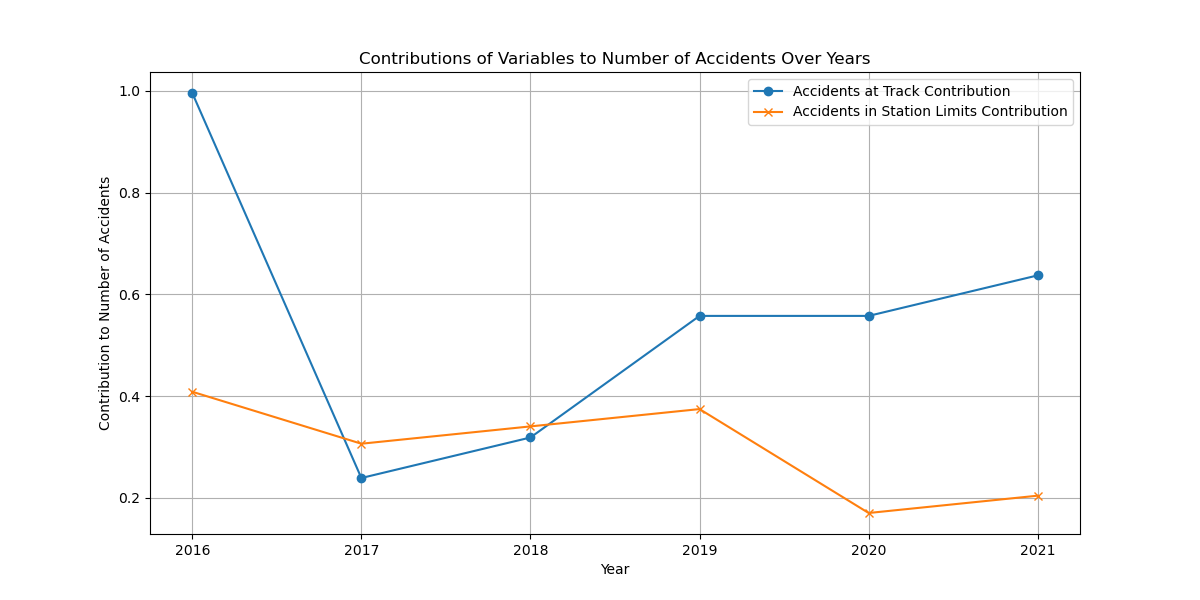 Contributions of Variables to Number of Accidents Over Years
Accidents at Track Contribution
Accidents in Station Limits Contribution
Contribution to Number of Accidents
1.0
0.8
0.6
0.4
0.2
2016 2017 2018 2019 2020 2021
Year